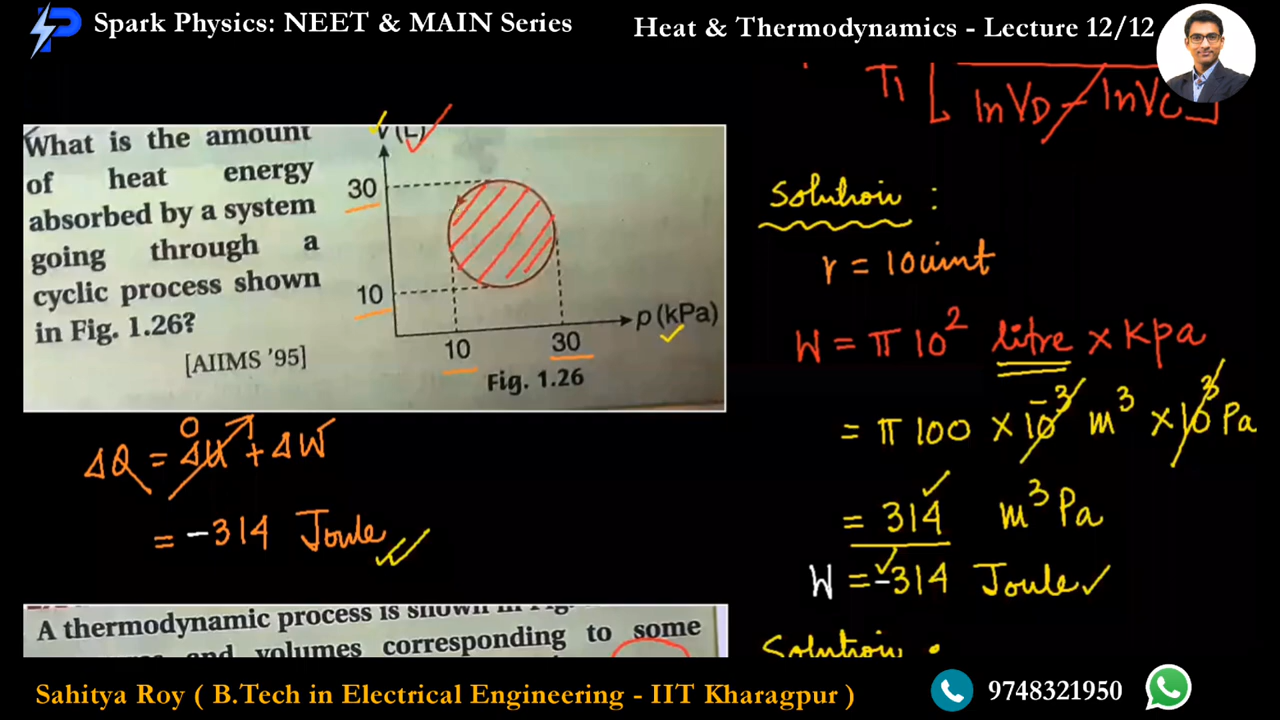 Spark Physics: NEET & MAIN Series
Heat & Thermodynamics - Lecture 12/12
T1 [ lnVD - lnVC ]
What is the amount
of heat energy
absorbed by a system
going through a
cyclic process shown
in Fig. 1.26?
[AIIMS '95]
V (L)
30
10
10
30
p (kPa)
Fig. 1.26
ΔQ = ΔU + ΔW
0
= -314 Joule
Solution :
r = 10 unit
W = π 10² litre × kpa
= π 100 × 10⁻³ m³ × 10³ Pa
= 314 m³ Pa
W = -314 Joule
A thermodynamic process is shown in Fig.
and volumes corresponding to some
Solution :
Sahitya Roy ( B.Tech in Electrical Engineering - IIT Kharagpur )
9748321950